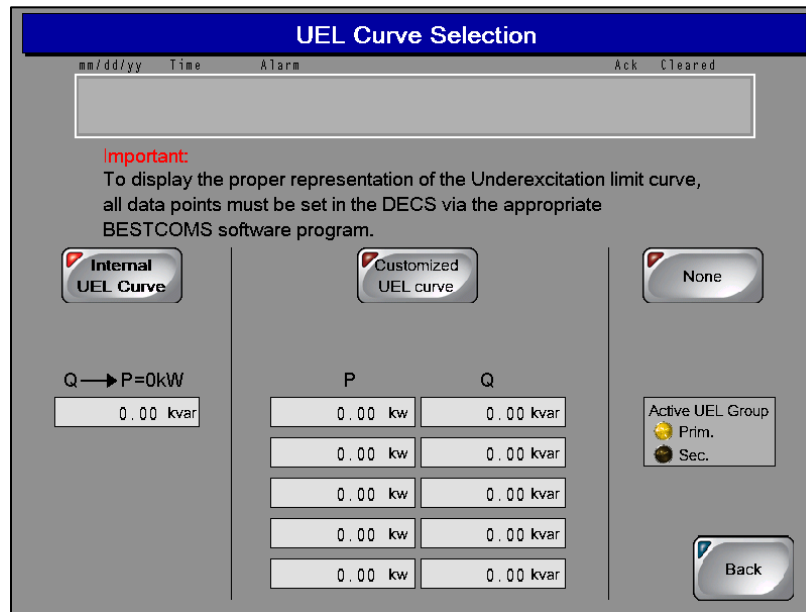 UEL Curve Selection
mm/dd/yy Time Alarm Ack Cleared
Important:
To display the proper representation of the Underexcitation limit curve,
all data points must be set in the DECS via the appropriate
BESTCOMS software program.
Internal
UEL Curve
Customized
UEL curve
None
Q→P=0kW
0.00 kvar
P Q
0.00 kw 0.00 kvar
0.00 kw 0.00 kvar
0.00 kw 0.00 kvar
0.00 kw 0.00 kvar
0.00 kw 0.00 kvar
Active UEL Group
Prim.
Sec.
Back